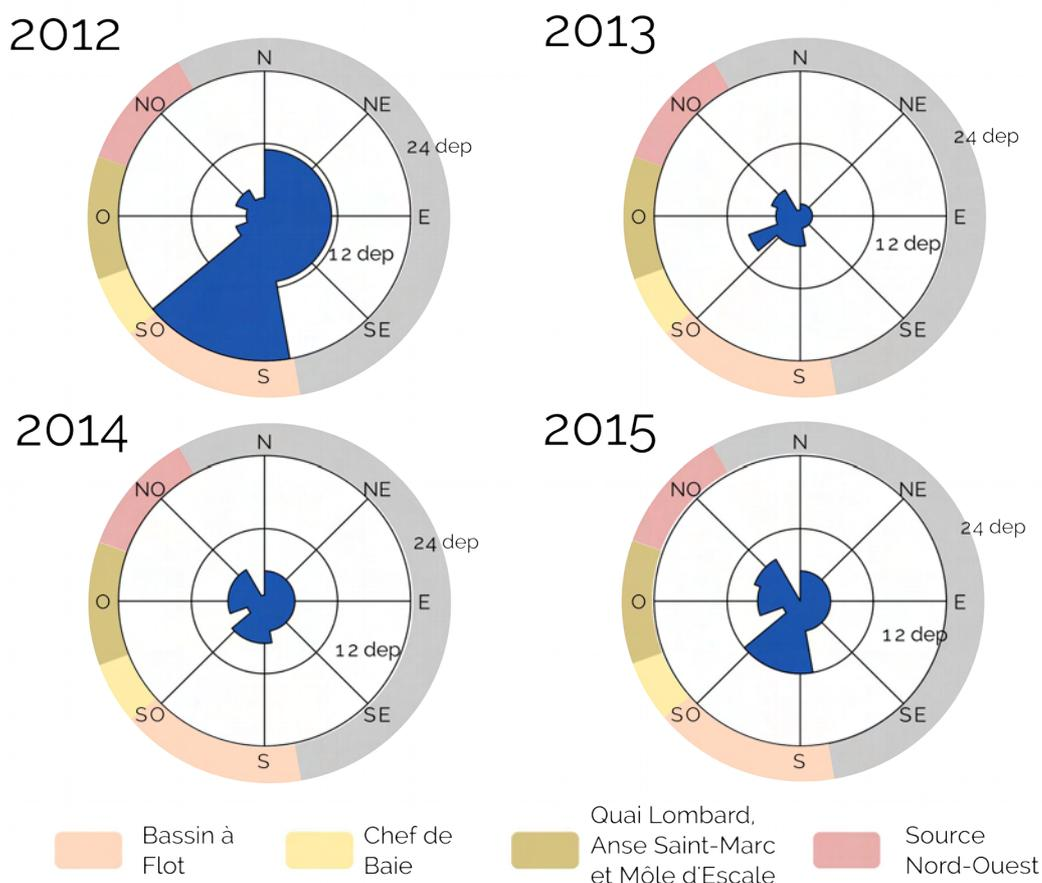 2012
N
NO
NE
24 dep
O
E
12 dep
SO
SE
S
2013
N
NO
NE
24 dep
O
E
12 dep
SO
SE
S
2014
N
NO
NE
24 dep
O
E
12 dep
SO
SE
S
2015
N
NO
NE
24 dep
O
E
12 dep
SO
SE
S
Bassin à
Flot
Chef de
Baie
Quai Lombard,
Anse Saint-Marc
et Môle d'Escale
Source
Nord-Ouest